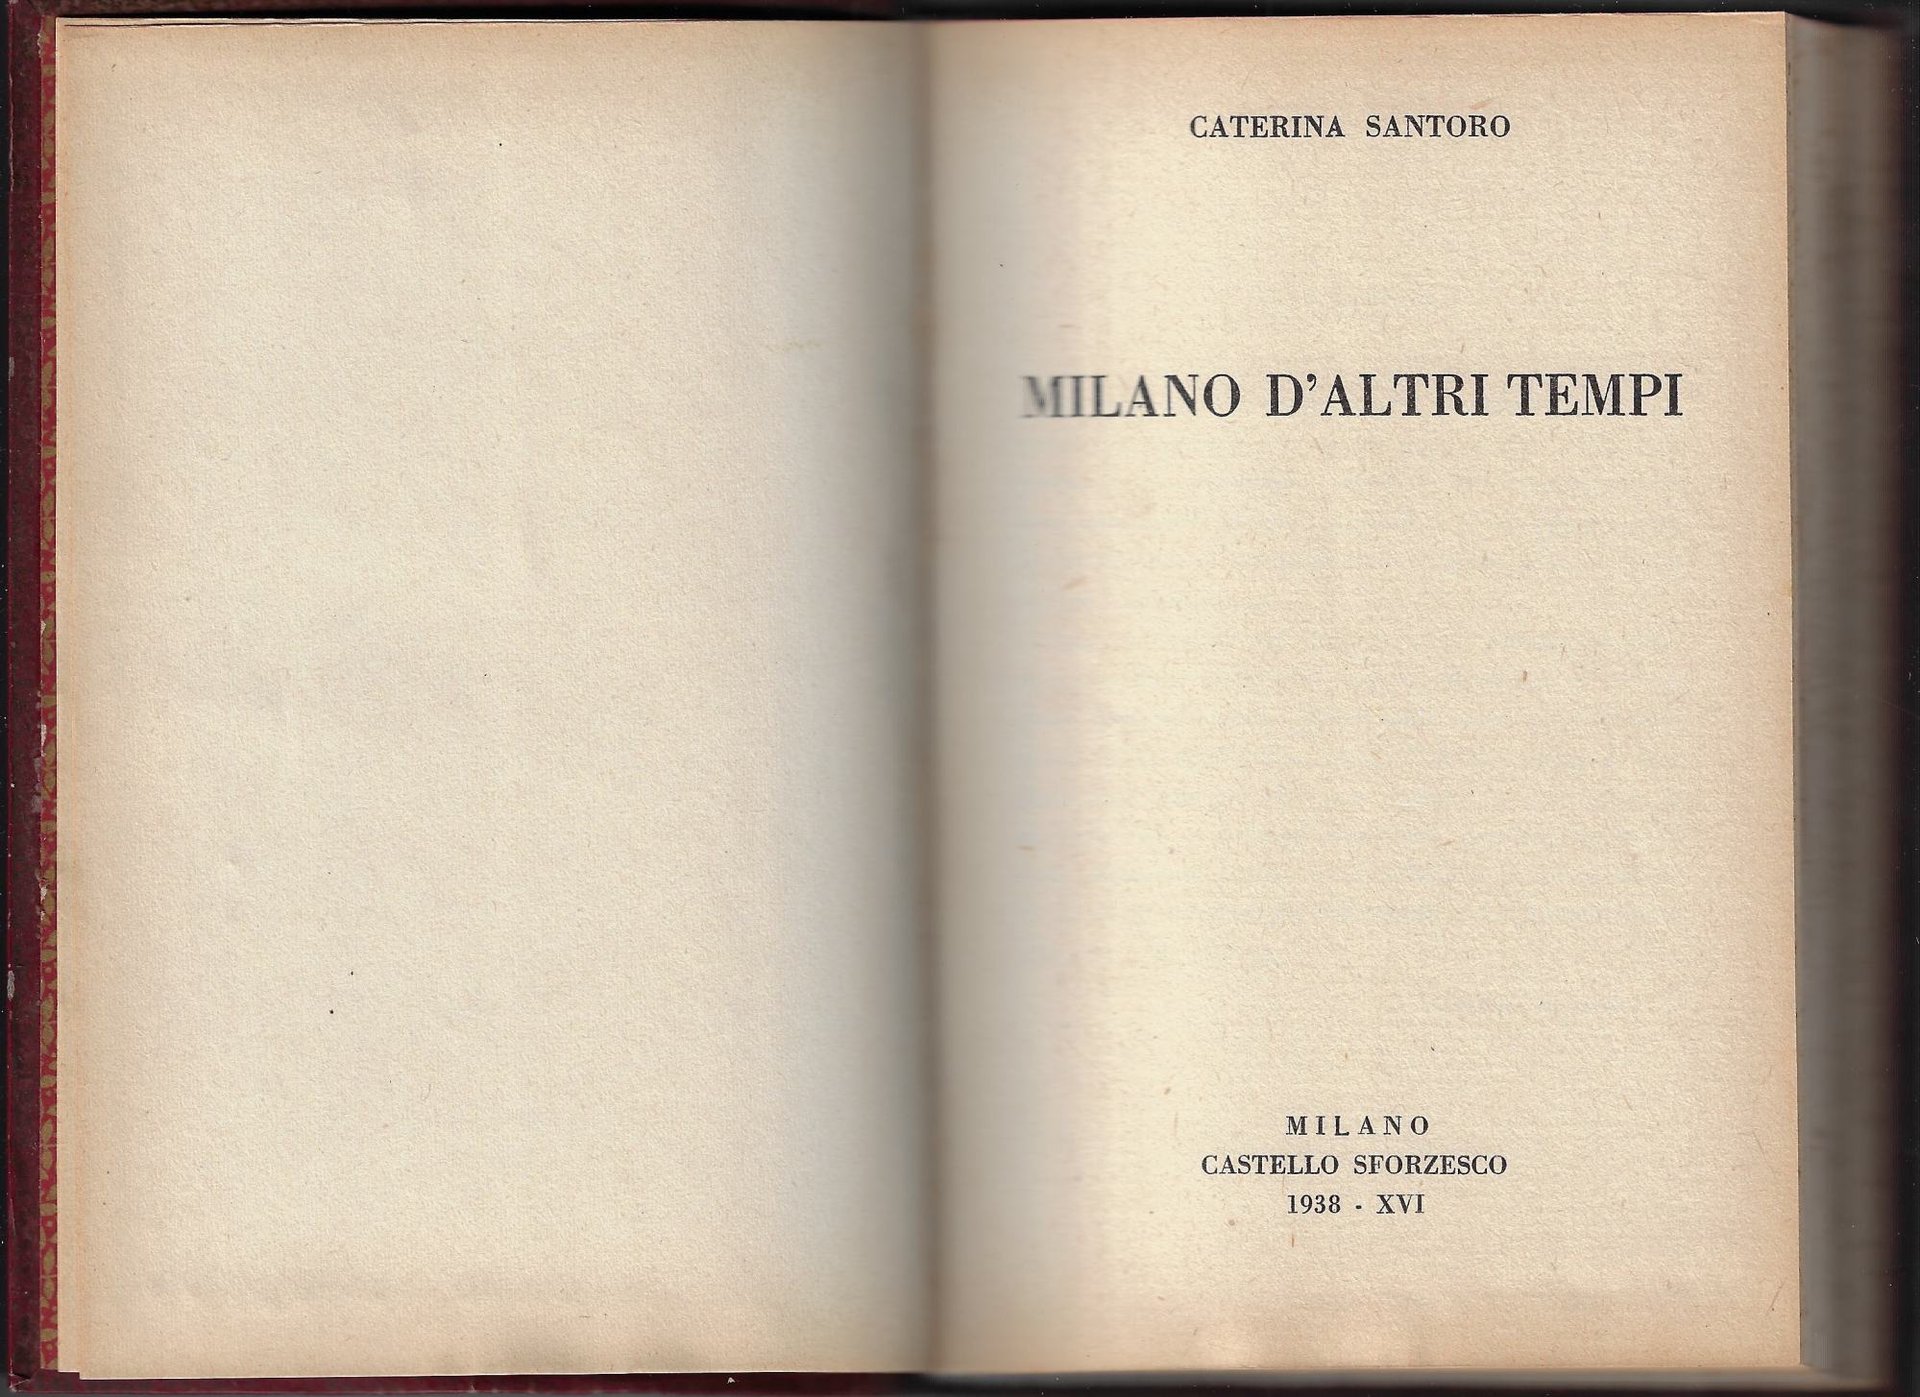 CATERINA SANTORO
MILANO D'ALTRI TEMPI
MILANO
CASTELLO SFORZESCO
1938 - XVI